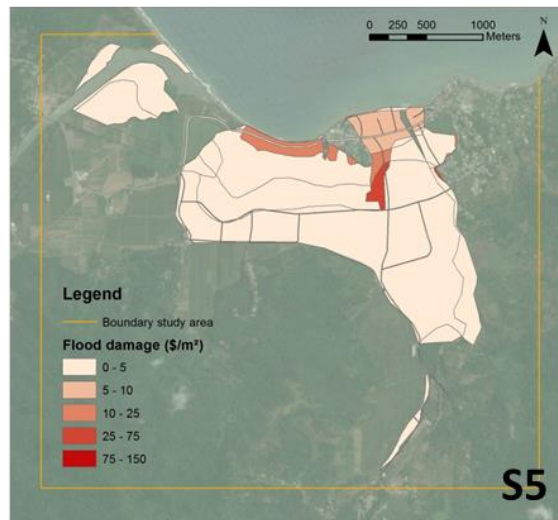 0 250 500 1000
Meters
N
Legend
Boundary study area
Flood damage ($/m²)
0 - 5
5 - 10
10 - 25
25 - 75
75 - 150
S5